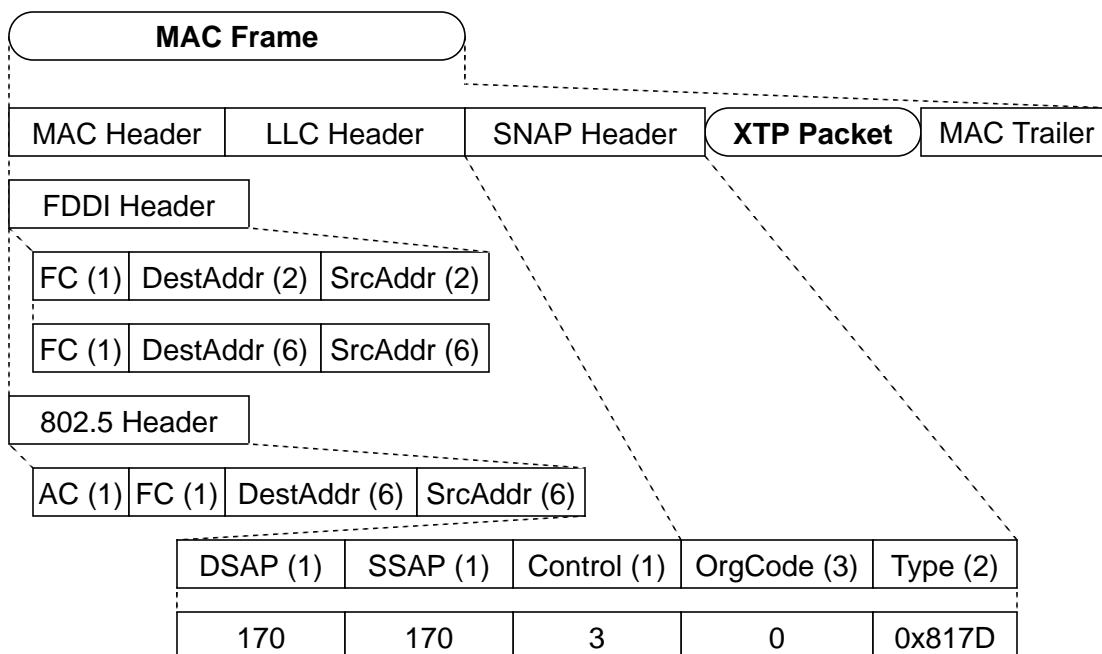 MAC Frame
MAC Header LLC Header SNAP Header XTP Packet MAC Trailer
FDDI Header
FC (1) DestAddr (2) SrcAddr (2)
FC (1) DestAddr (6) SrcAddr (6)
802.5 Header
AC (1) FC (1) DestAddr (6) SrcAddr (6)
DSAP (1) SSAP (1) Control (1) OrgCode (3) Type (2)
170 170 3 0 0x817D